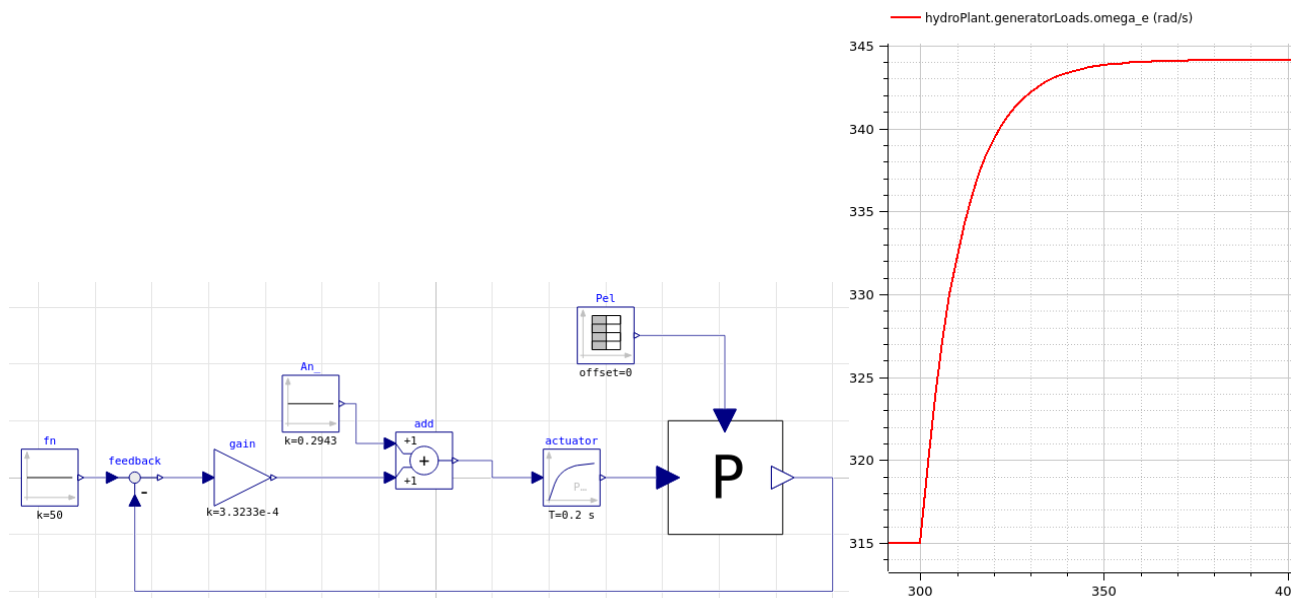 Pel
offset=0
An_
k=0.2943
add
+1
+
+1
fn
k=50
feedback
-
gain
k=3.3233e-4
actuator
P_
T=0.2 s
P
hydroPlant.generatorLoads.omega_e (rad/s)
345
340
335
330
325
320
315
300
350
40